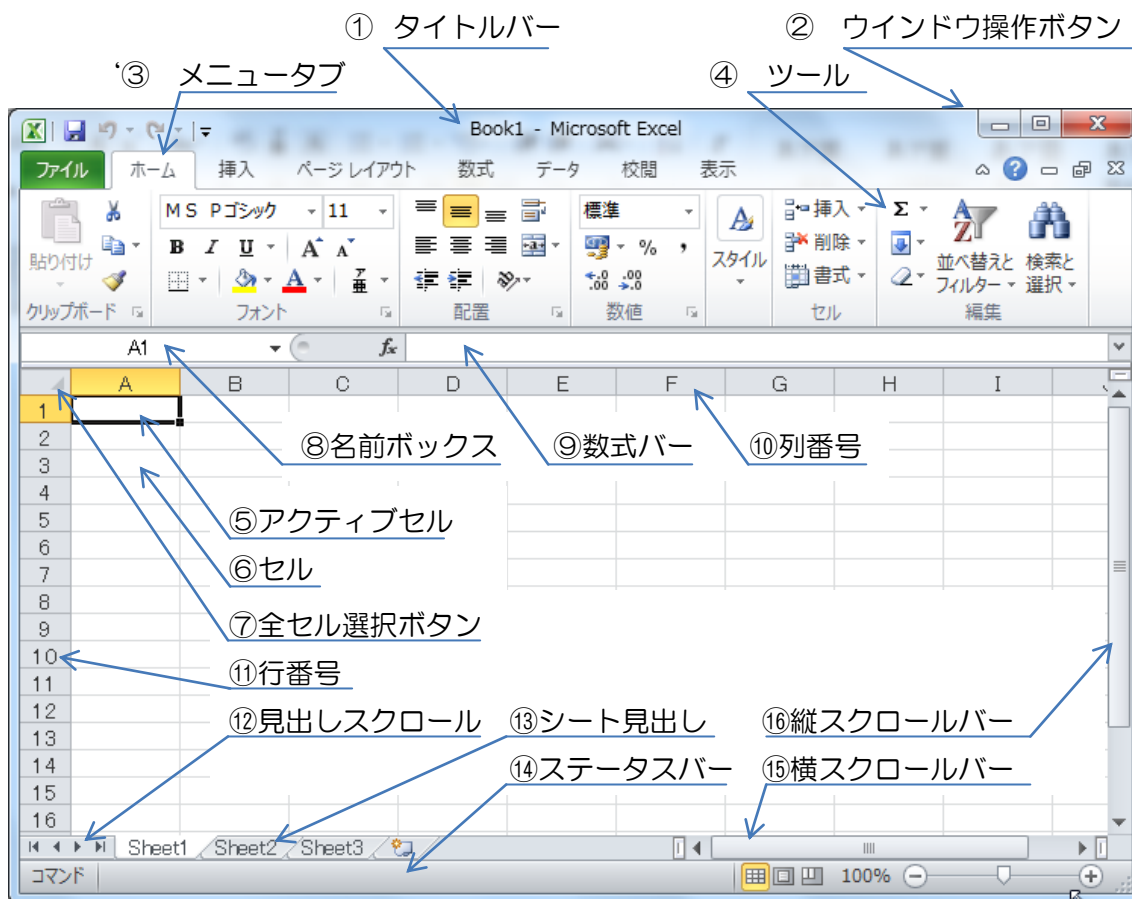 ① タイトルバー
② ウインドウ操作ボタン
‘③ メニュータブ
④ ツール
Book1 - Microsoft Excel
ファイル ホーム 挿入 ページ レイアウト 数式 データ 校閲 表示
MS Pゴシック 11 標準 挿入 Σ
B I U A A % , 削除
貼り付け スタイル 書式 並べ替えと フィルター 検索と 選択
クリップボード フォント 配置 数値 セル 編集
A1 fx
A B C D E F G H I J
1
2
⑧名前ボックス ⑨数式バー ⑩列番号
3
4
5
⑤アクティブセル
6
7
⑥セル
8
9
⑦全セル選択ボタン
10
⑪行番号
11
12
⑫見出しスクロール ⑬シート見出し ⑯縦スクロールバー
13
14
⑭ステータスバー ⑮横スクロールバー
15
16
Sheet1 Sheet2 Sheet3
コマンド 100%